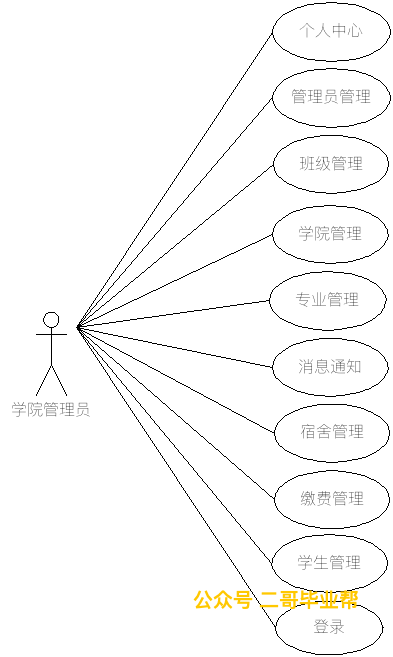 个人中心
管理员管理
班级管理
学院管理
专业管理
消息通知
学院管理员
宿舍管理
缴费管理
学生管理
公众号 二哥毕业帮
登录